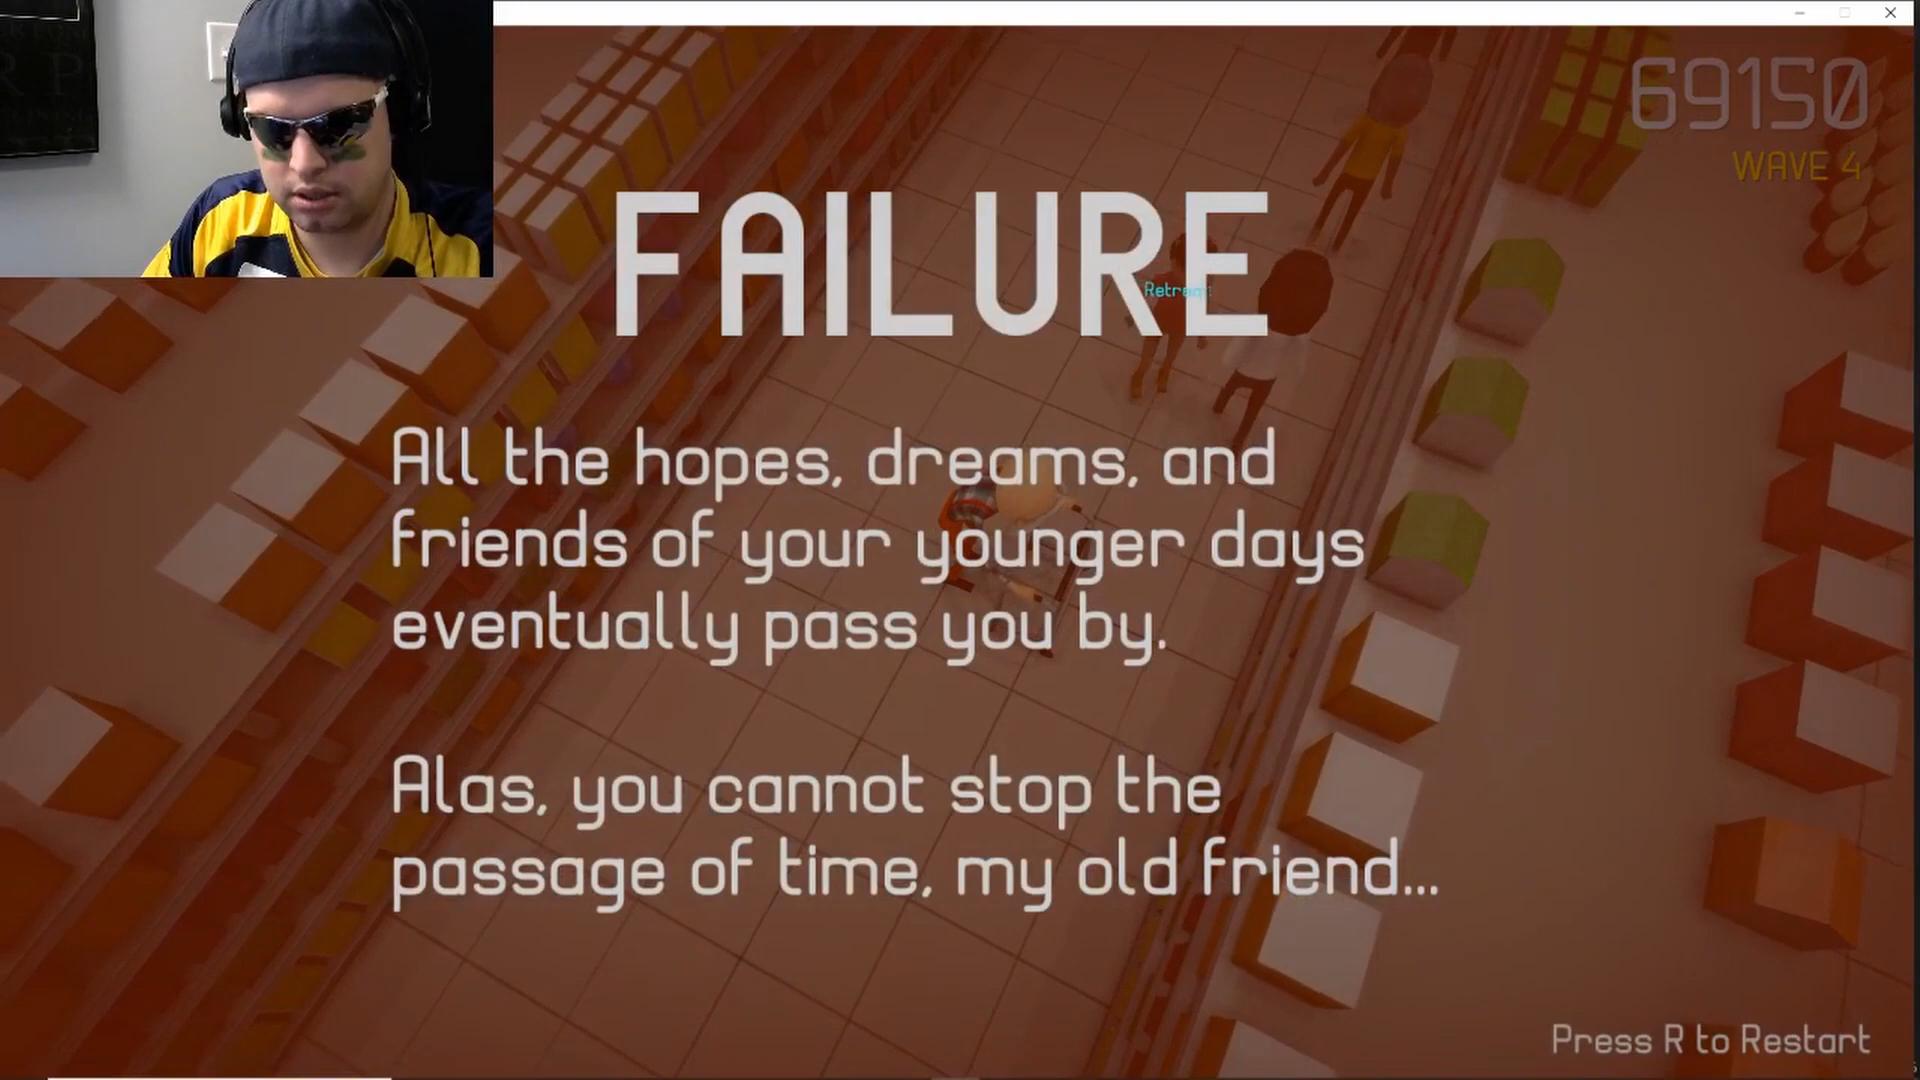 69150
WAVE 4
FAILURE
All the hopes, dreams, and
friends of your younger days
eventually pass you by.
Alas, you cannot stop the
passage of time, my old friend...
Press R to Restart